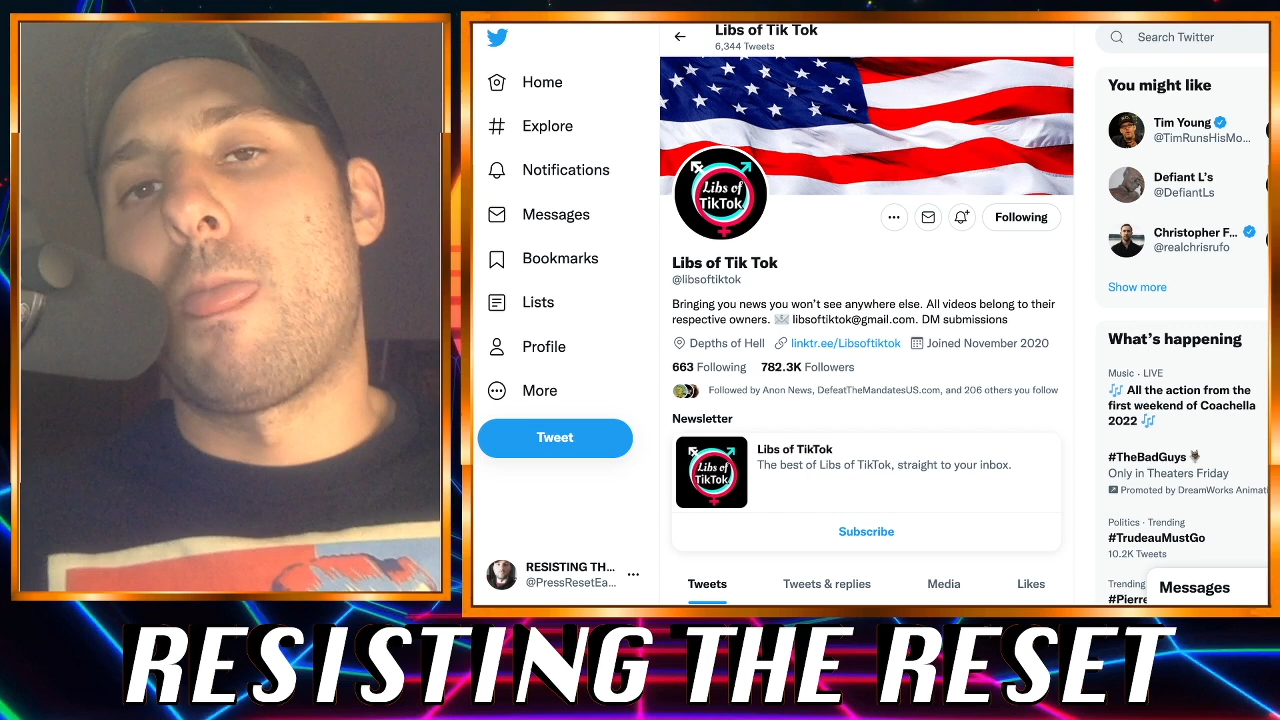 Home
Explore
Notifications
Messages
Bookmarks
Lists
Profile
More
Tweet
RESISTING TH...
@PressResetEa...
Libs of Tik Tok
6,344 Tweets
Libs of
TikTok
Following
Libs of Tik Tok
@libsoftiktok
Bringing you news you won't see anywhere else. All videos belong to their
respective owners. 📨 libsoftiktok@gmail.com. DM submissions
Depths of Hell linktr.ee/Libsoftiktok Joined November 2020
663 Following 782.3K Followers
Followed by Anon News, DefeatTheMandatesUS.com, and 206 others you follow
Newsletter
Libs of
TikTok
Libs of TikTok
The best of Libs of TikTok, straight to your inbox.
Subscribe
Tweets Tweets & replies Media Likes
Search Twitter
You might like
Tim Young
@TimRunsHisMo...
Defiant L's
@DefiantLs
Christopher F...
@realchrisrufo
Show more
What's happening
Music · LIVE
🎶 All the action from the
first weekend of Coachella
2022 🎶
#TheBadGuys
Only in Theaters Friday
Promoted by DreamWorks Animati
Politics · Trending
#TrudeauMustGo
10.2K Tweets
Trending
#Pierre
Messages
RESISTING THE RESET